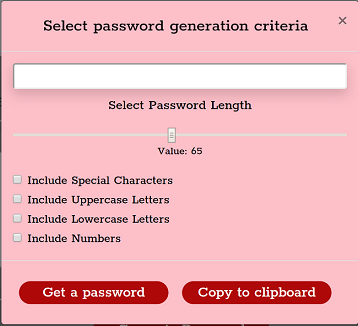 Select password generation criteria
×
Select Password Length
Value: 65
Include Special Characters
Include Uppercase Letters
Include Lowercase Letters
Include Numbers
Get a password
Copy to clipboard